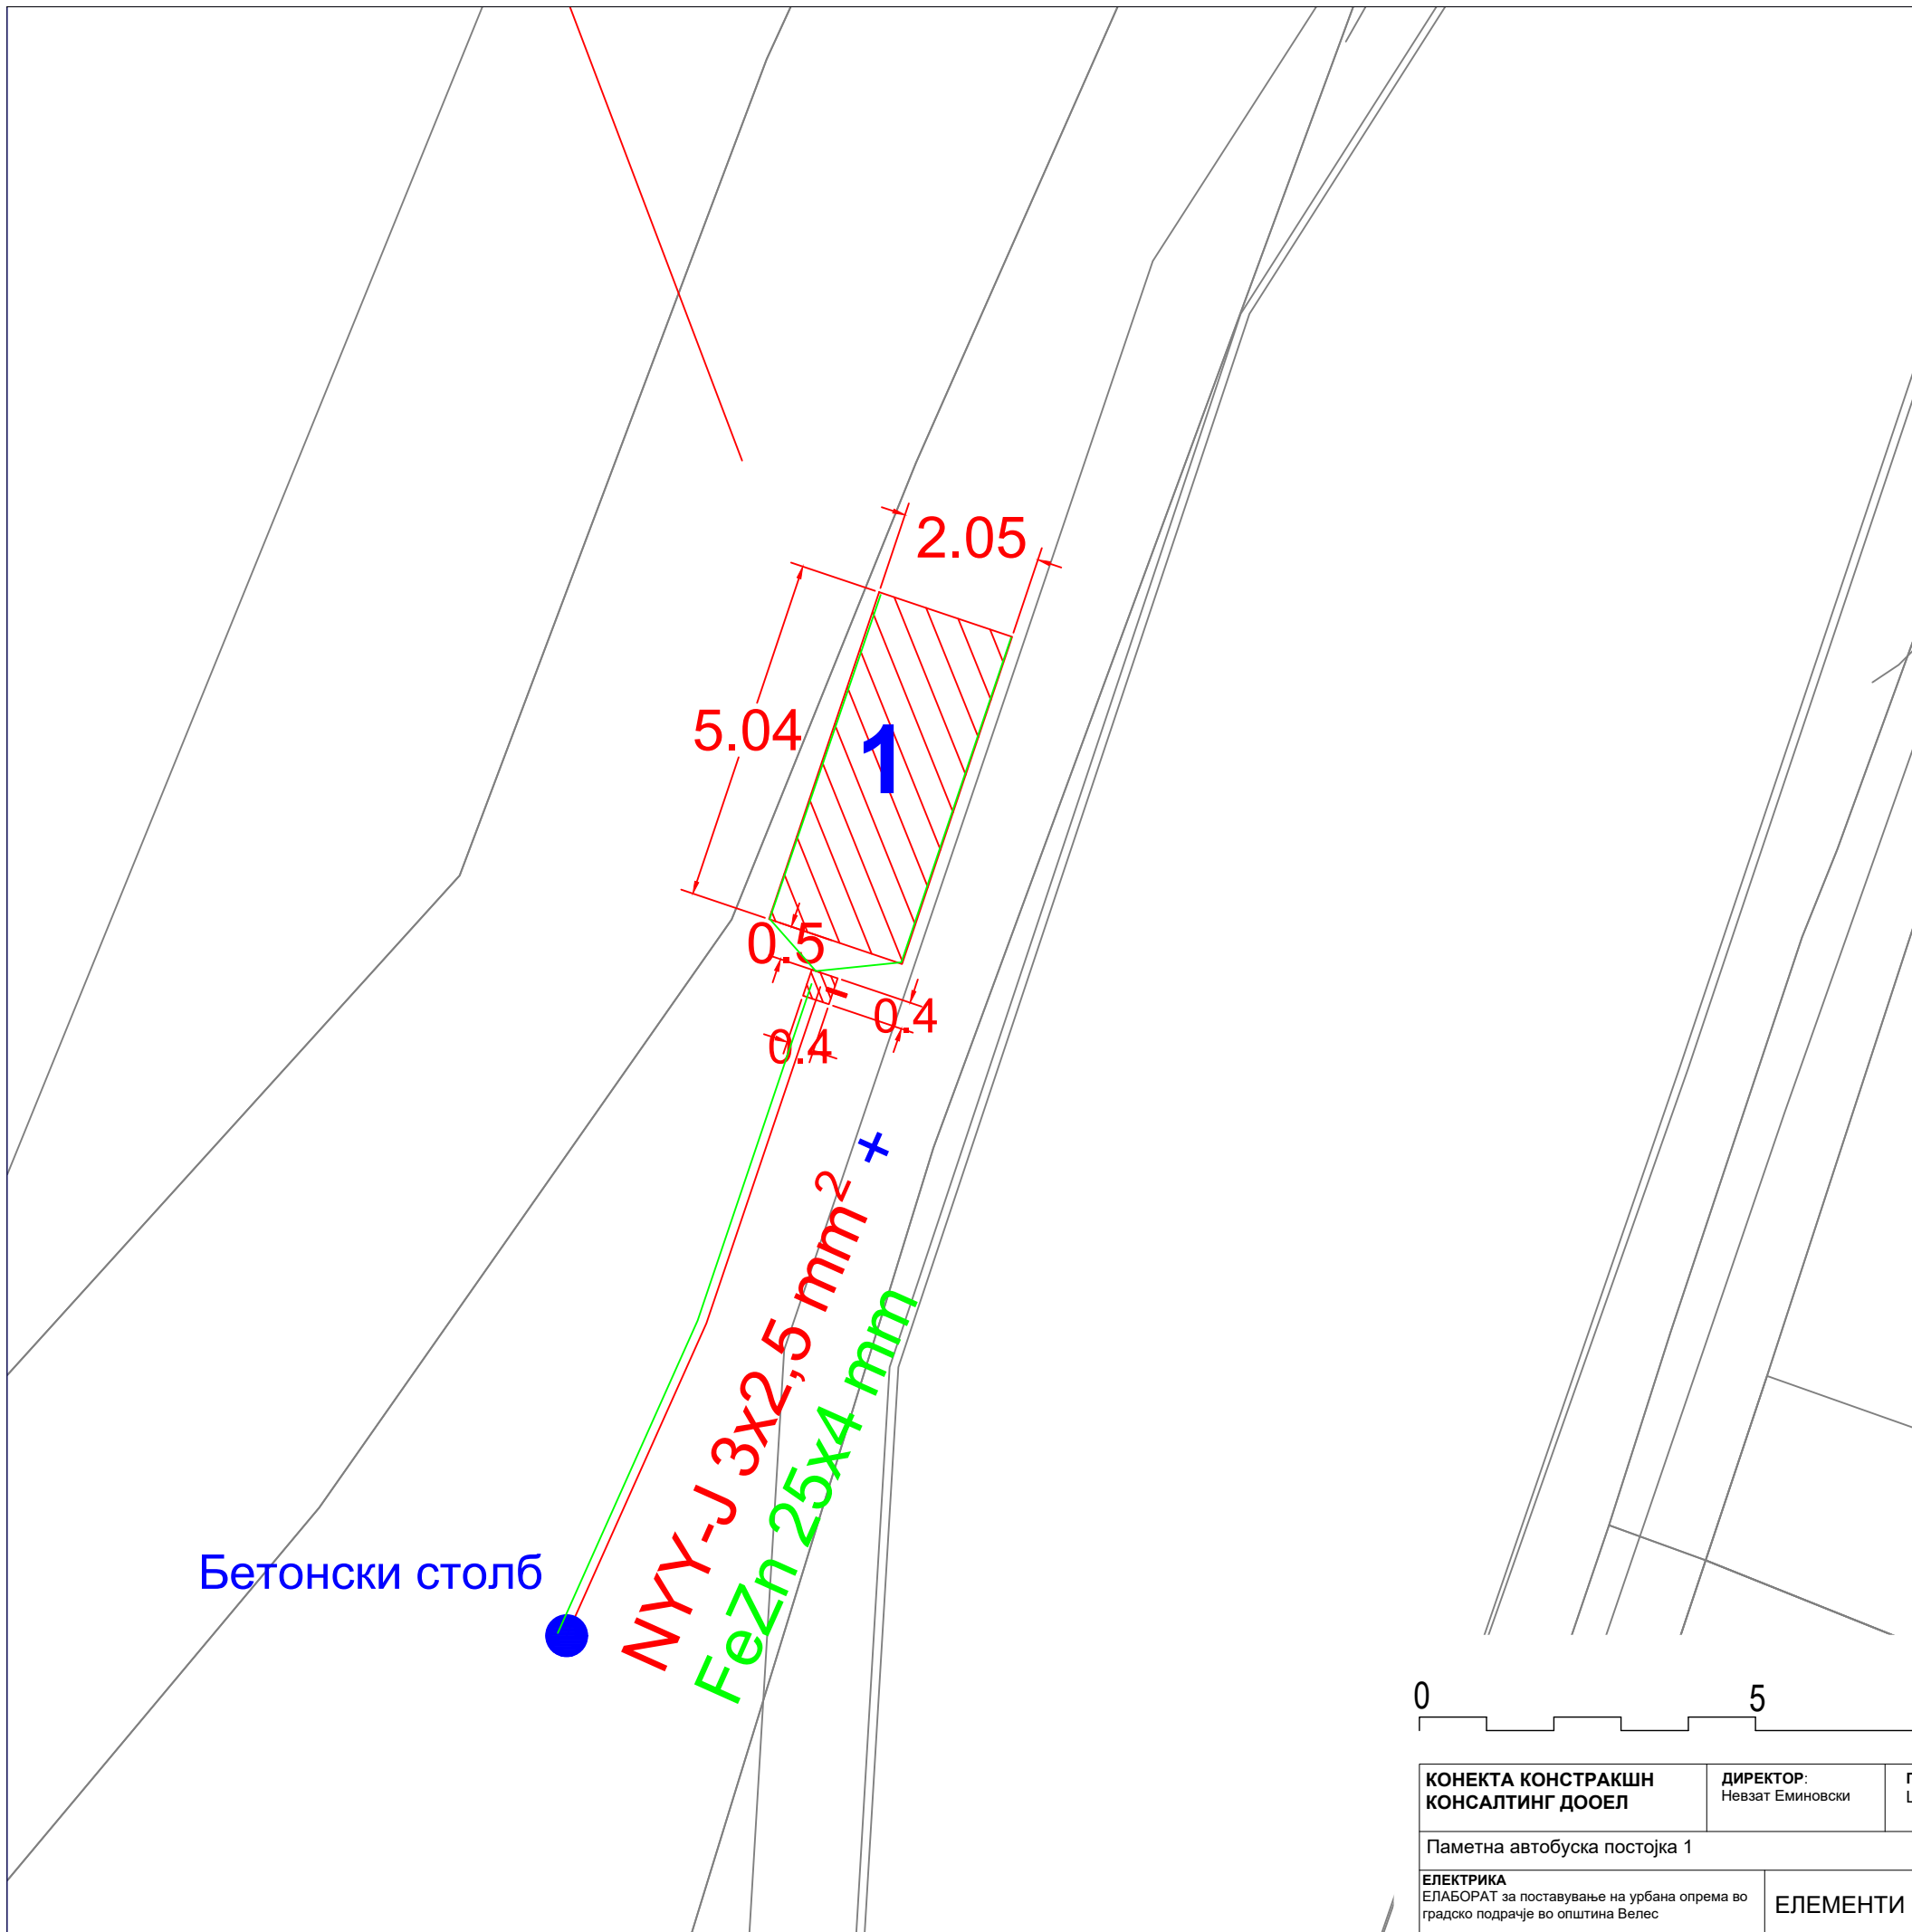 2.05
5.04
1
0.5
0.4
0.4
NYY-J 3x2,5 mm² +
FeZn 25x4 mm
Бетонски столб
0 5
КОНЕКТА КОНСТРАКШН
КОНСАЛТИНГ ДООЕЛ
ДИРЕКТОР:
Невзат Еминовски
Паметна автобуска постојка 1
ЕЛЕКТРИКА
ЕЛАБОРАТ за поставување на урбана опрема во
градско подрачје во општина Велес
ЕЛЕМЕНТИ